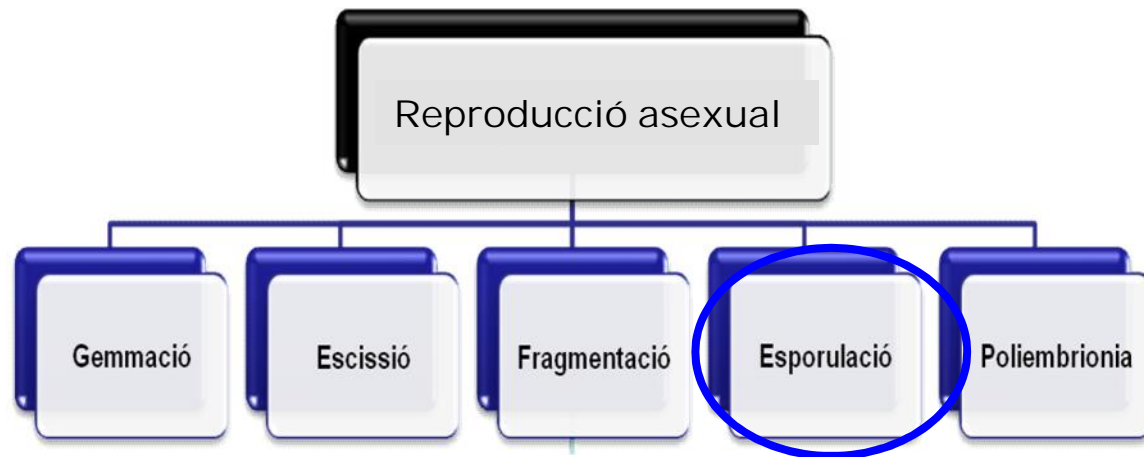 Reproducció asexual
Gemmació
Escissió
Fragmentació
Esporulació
Poliembrionia